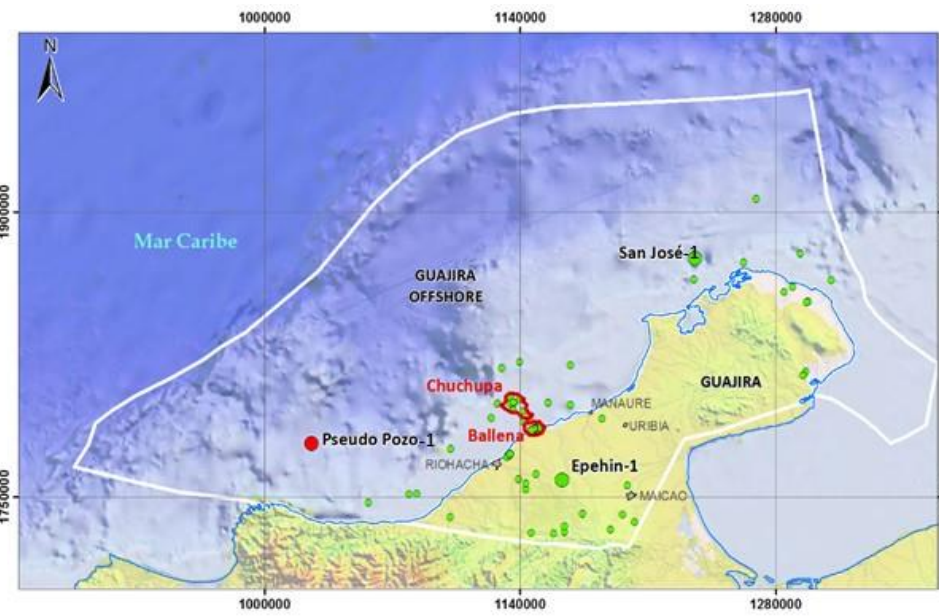 1000000
1140000
1280000
N
1900000
Mar Caribe
San José-1
GUAJIRA
OFFSHORE
Chuchupa
GUAJIRA
MANAURE
URIBIA
Ballena
Pseudo Pozo-1
RIOHACHA
Epehin-1
MAICAO
1750000
1000000
1140000
1280000